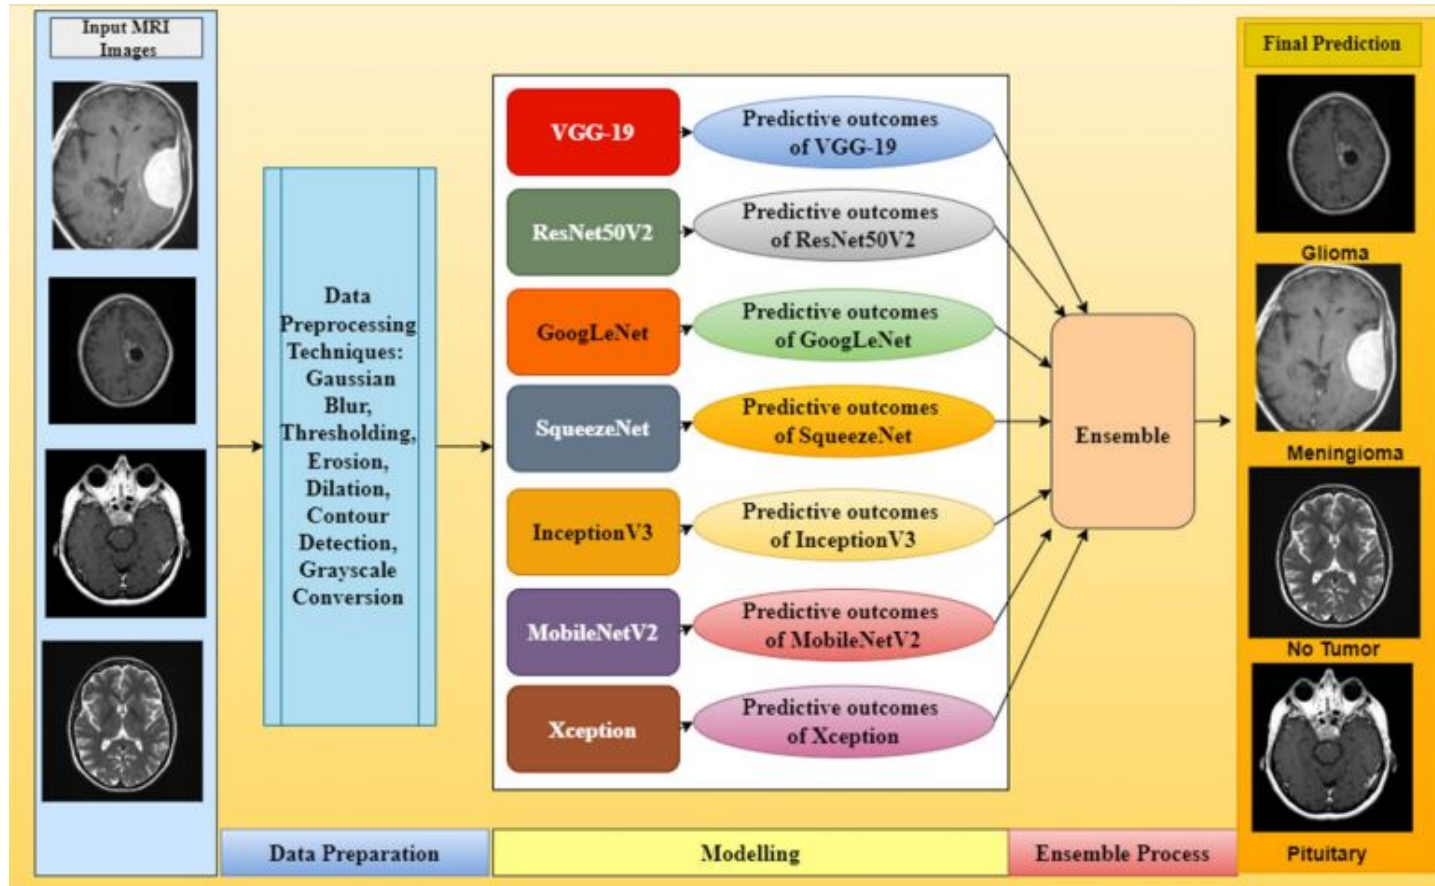 Input MRI
Images
Data
Preprocessing
Techniques:
Gaussian
Blur,
Thresholding,
Erosion,
Dilation,
Contour
Detection,
Grayscale
Conversion
VGG-19
Predictive outcomes
of VGG-19
ResNet50V2
Predictive outcomes
of ResNet50V2
GoogLeNet
Predictive outcomes
of GoogLeNet
SqueezeNet
Predictive outcomes
of SqueezeNet
InceptionV3
Predictive outcomes
of InceptionV3
MobileNetV2
Predictive outcomes
of MobileNetV2
Xception
Predictive outcomes
of Xception
Ensemble
Final Prediction
Glioma
Meningioma
No Tumor
Pituitary
Data Preparation
Modelling
Ensemble Process